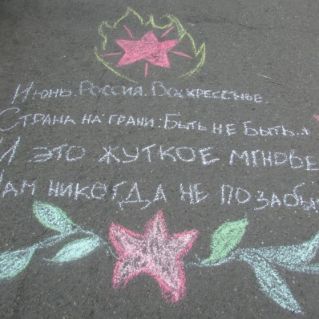 Июнь. Россия. Воскресенье.
Страна на грани: Быть не Быть..
И это жуткое мгнове
Нам никогда не позабы